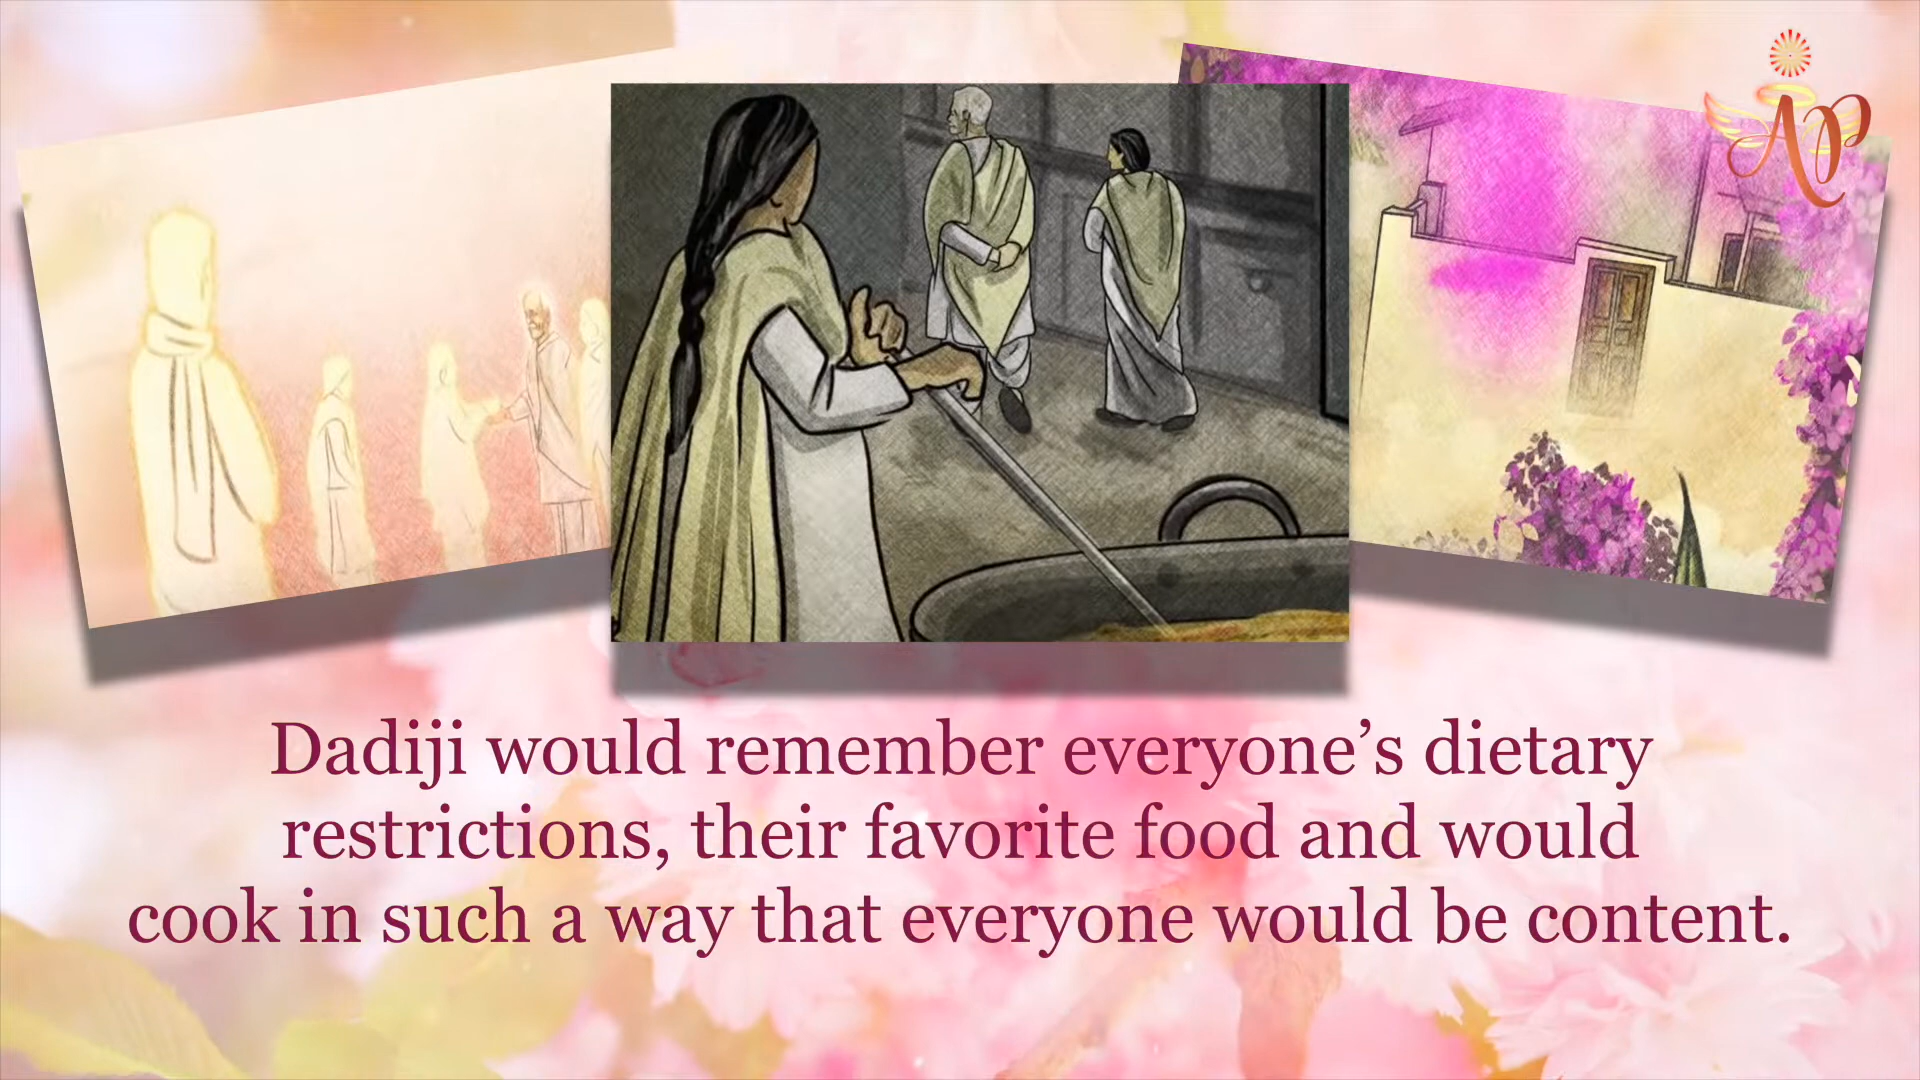 AP
Dadiji would remember everyone’s dietary
restrictions, their favorite food and would
cook in such a way that everyone would be content.